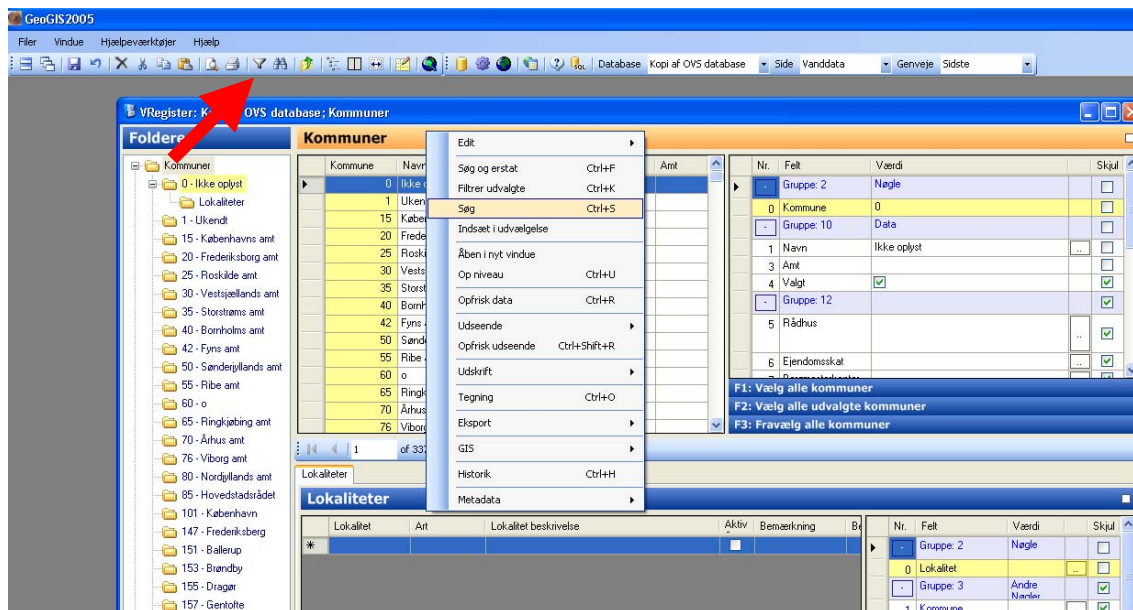 GeoGIS2005
Filer Vindue Hjælpeværktøjer Hjælp
Database Kopi af OVS database Side Vanddata Genveje Sidste
VRegister: K OVS database; Kommuner
Foldere
Kommuner
0 - Ikke oplyst
Lokaliteter
1 - Ukendt
15 - Københavns amt
20 - Frederiksborg amt
25 - Roskilde amt
30 - Vestsjællands amt
35 - Storstrøms amt
40 - Bornholms amt
42 - Fyns amt
50 - Sønderjyllands amt
55 - Ribe amt
60 - o
65 - Ringkjøbing amt
70 - Århus amt
76 - Viborg amt
80 - Nordjyllands amt
85 - Hovedstadsrådet
101 - København
147 - Frederiksberg
151 - Ballerup
153 - Brøndby
155 - Dragør
157 - Gentofte
Kommuner
Kommune Navn Amt
0 Ikke o
1 Uken
15 Købe
20 Frede
25 Roski
30 Vests
35 Storst
40 Bornh
42 Fyns
50 Sønd
55 Ribe
60 o
65 Ringk
70 Århus
76 Viborg
1 of 33
Edit
Søg og erstat Ctrl+F
Filtrer udvalgte Ctrl+K
Søg Ctrl+S
Indsæt i udvælgelse
Åben i nyt vindue
Op niveau Ctrl+U
Opfrisk data Ctrl+R
Udseende
Opfrisk udseende Ctrl+Shift+R
Udskrift
Tegning Ctrl+O
Eksport
GIS
Historik Ctrl+H
Metadata
Nr. Felt Værdi Skjul
Gruppe: 2 Nøgle
0 Kommune 0
Gruppe: 10 Data
1 Navn Ikke oplyst ..
3 Amt
4 Valgt
Gruppe: 12
5 Rådhus ..
6 Ejendomsskat ..
F1: Vælg alle kommuner
F2: Vælg alle udvalgte kommuner
F3: Fravælg alle kommuner
Lokaliteter
Lokaliteter
Lokalitet Art Lokalitet beskrivelse Aktiv Bemærkning Be
Nr. Felt Værdi Skjul
Gruppe: 2 Nøgle
0 Lokalitet ..
Gruppe: 3 Andre Nøgler
1 Kommune